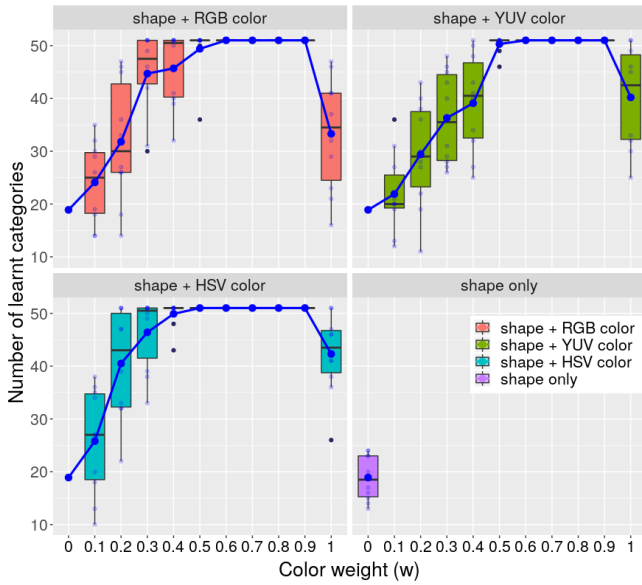 shape + RGB color
shape + YUV color
50
40
30
20
10
shape + HSV color
shape only
50
40
30
20
10
shape + RGB color
shape + YUV color
shape + HSV color
shape only
0 0.1 0.2 0.3 0.4 0.5 0.6 0.7 0.8 0.9 1
0 0.1 0.2 0.3 0.4 0.5 0.6 0.7 0.8 0.9 1
Color weight (w)
Number of learnt categories